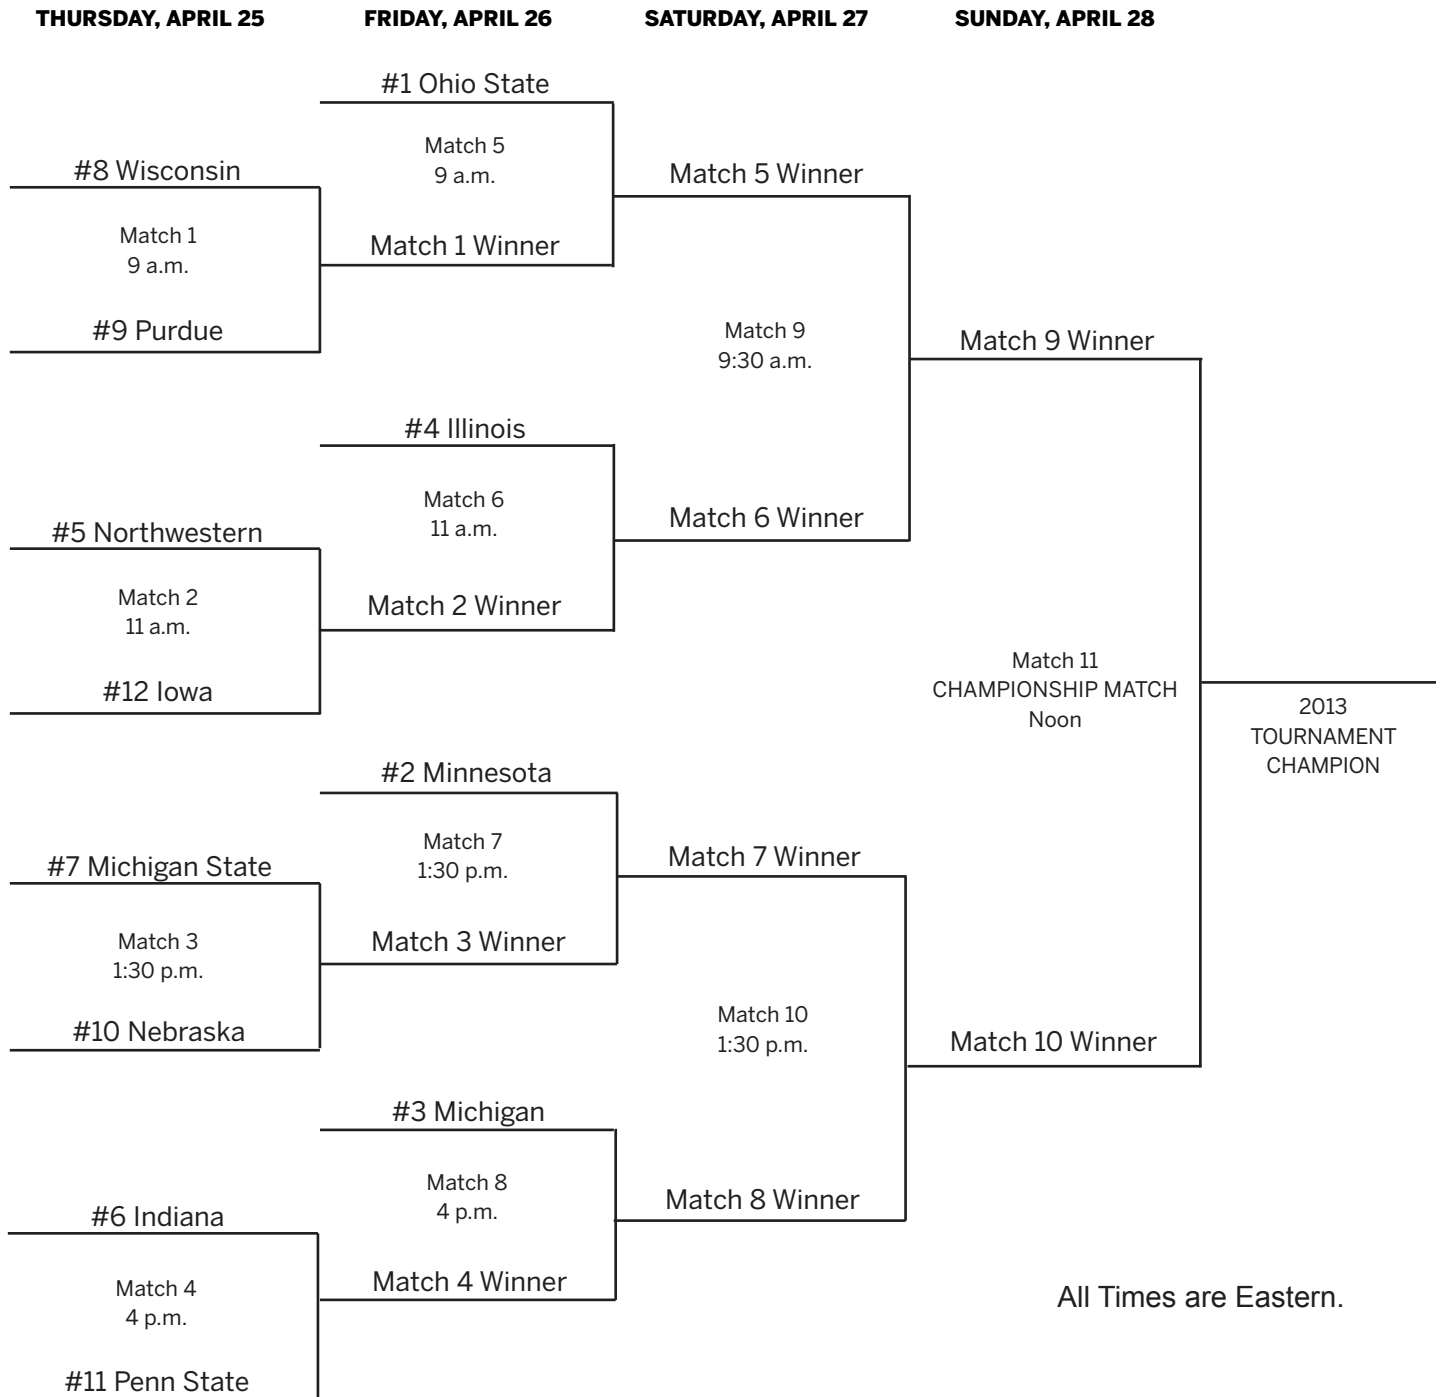 THURSDAY, APRIL 25
FRIDAY, APRIL 26
SATURDAY, APRIL 27
SUNDAY, APRIL 28
#8 Wisconsin
Match 1
9 a.m.
#9 Purdue
#5 Northwestern
Match 2
11 a.m.
#12 Iowa
#7 Michigan State
Match 3
1:30 p.m.
#10 Nebraska
#6 Indiana
Match 4
4 p.m.
#11 Penn State
#1 Ohio State
Match 5
9 a.m.
Match 1 Winner
#4 Illinois
Match 6
11 a.m.
Match 2 Winner
#2 Minnesota
Match 7
1:30 p.m.
Match 3 Winner
#3 Michigan
Match 8
4 p.m.
Match 4 Winner
Match 5 Winner
Match 9
9:30 a.m.
Match 6 Winner
Match 7 Winner
Match 10
1:30 p.m.
Match 8 Winner
Match 9 Winner
Match 11
CHAMPIONSHIP MATCH
Noon
Match 10 Winner
2013
TOURNAMENT
CHAMPION
All Times are Eastern.